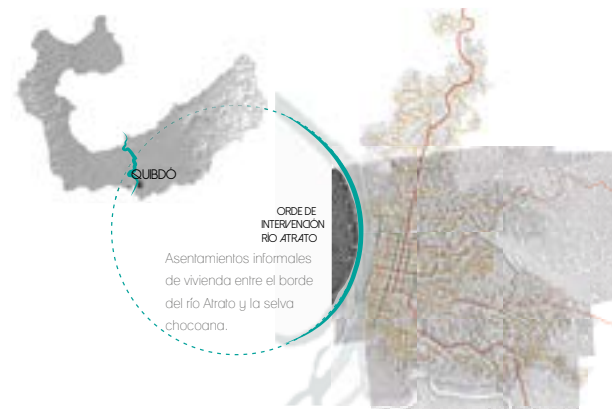 QUIBDÓ
ORDE DE
INTERVENCIÓN
RÍO ATRATO
Asentamientos informales
de vivienda entre el borde
del río Atrato y la selva
chocoana.